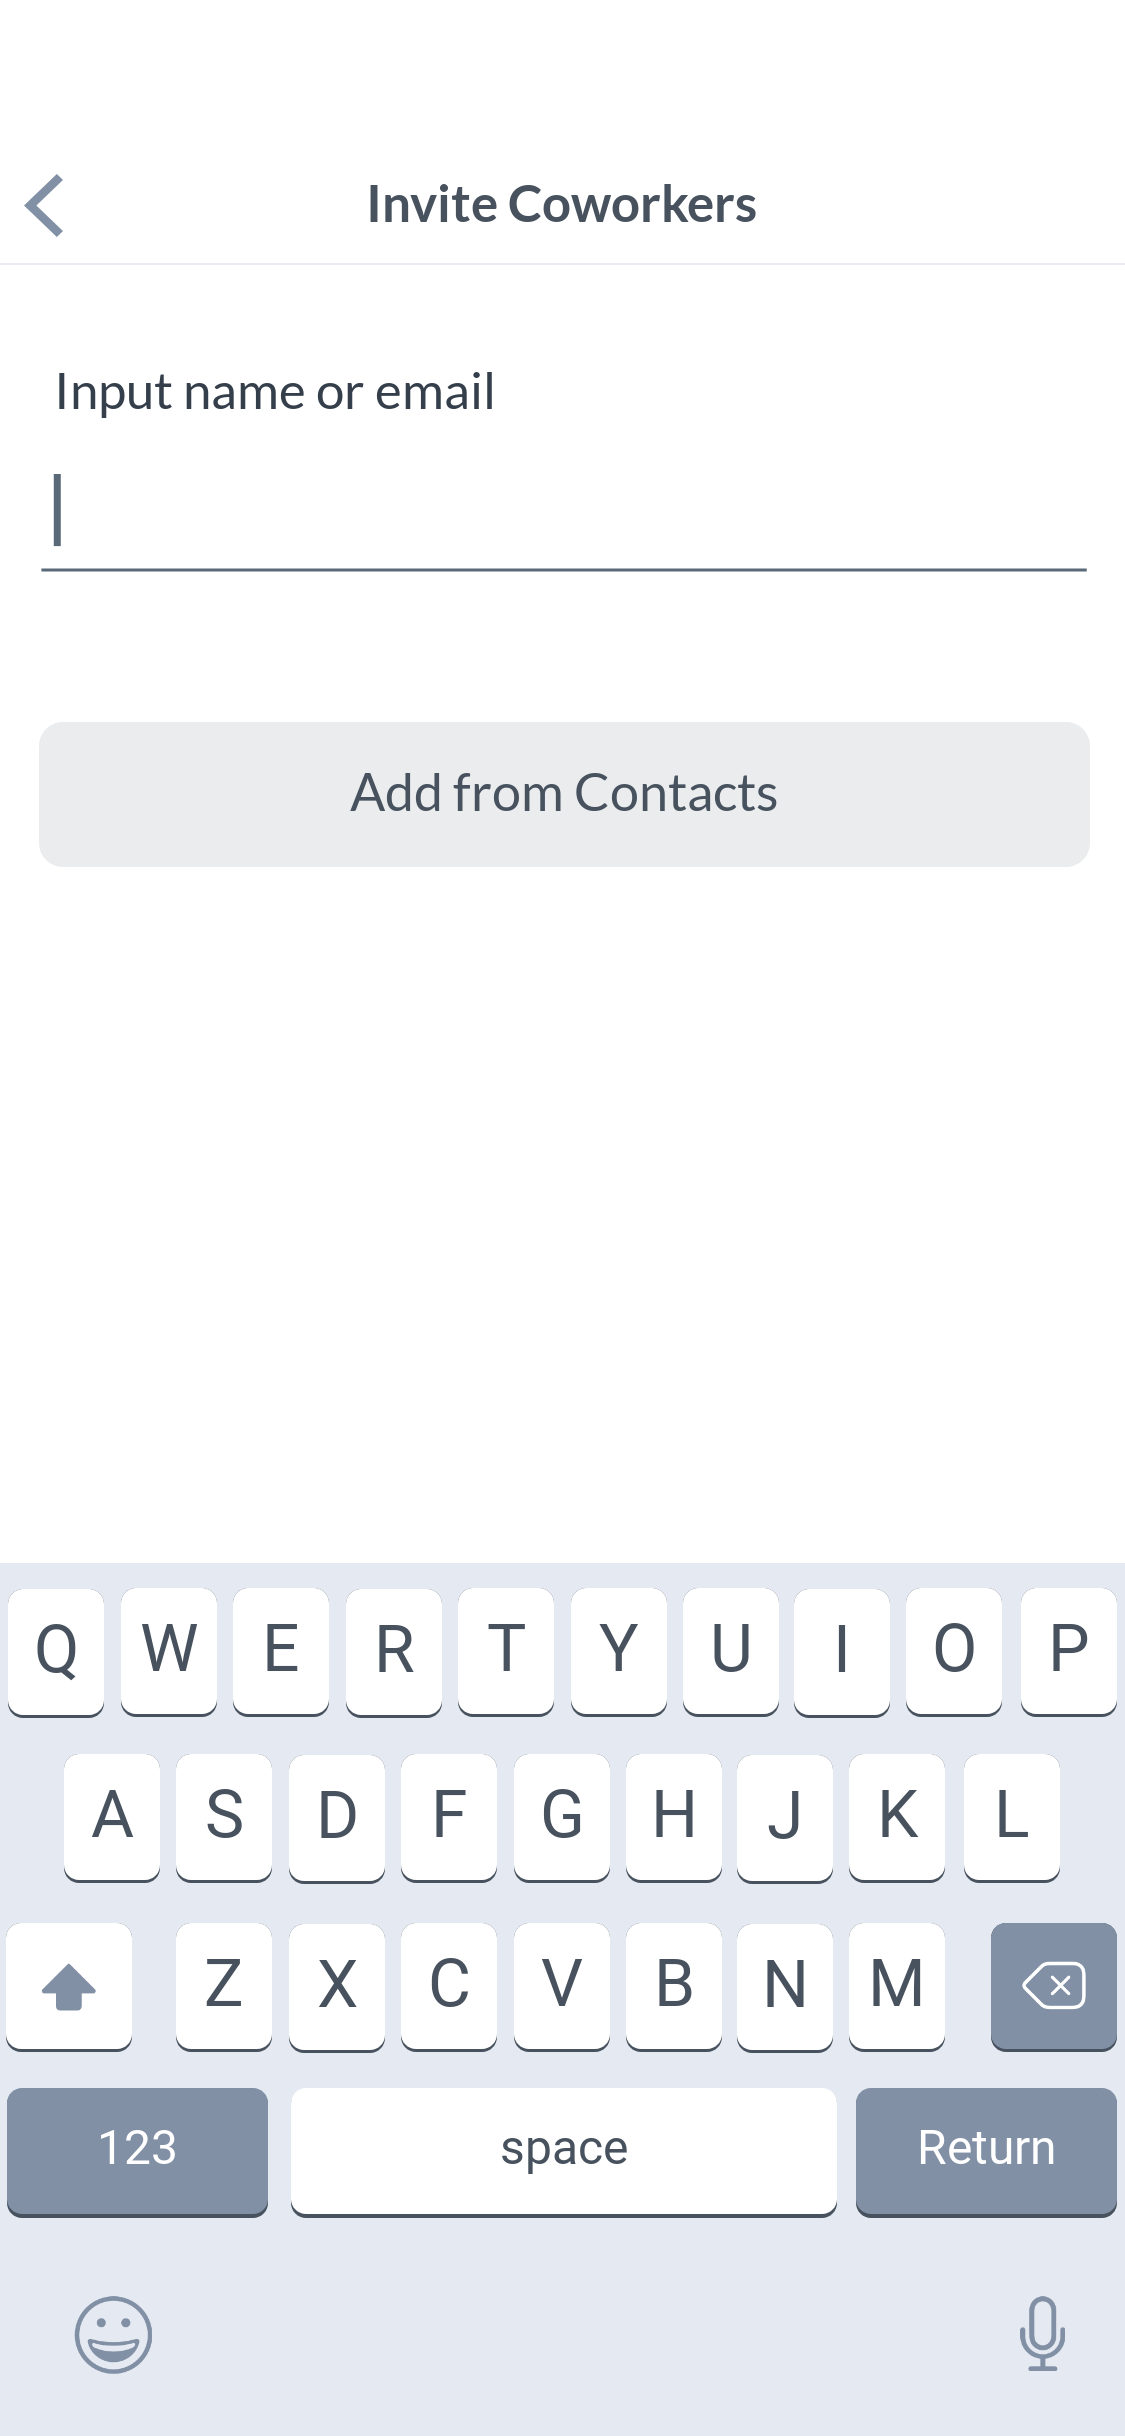 Invite Coworkers
Input name or email
Add from Contacts
Q W E R T Y U I O P
A S D F G H J K L
Z X C V B N M
123 space Return